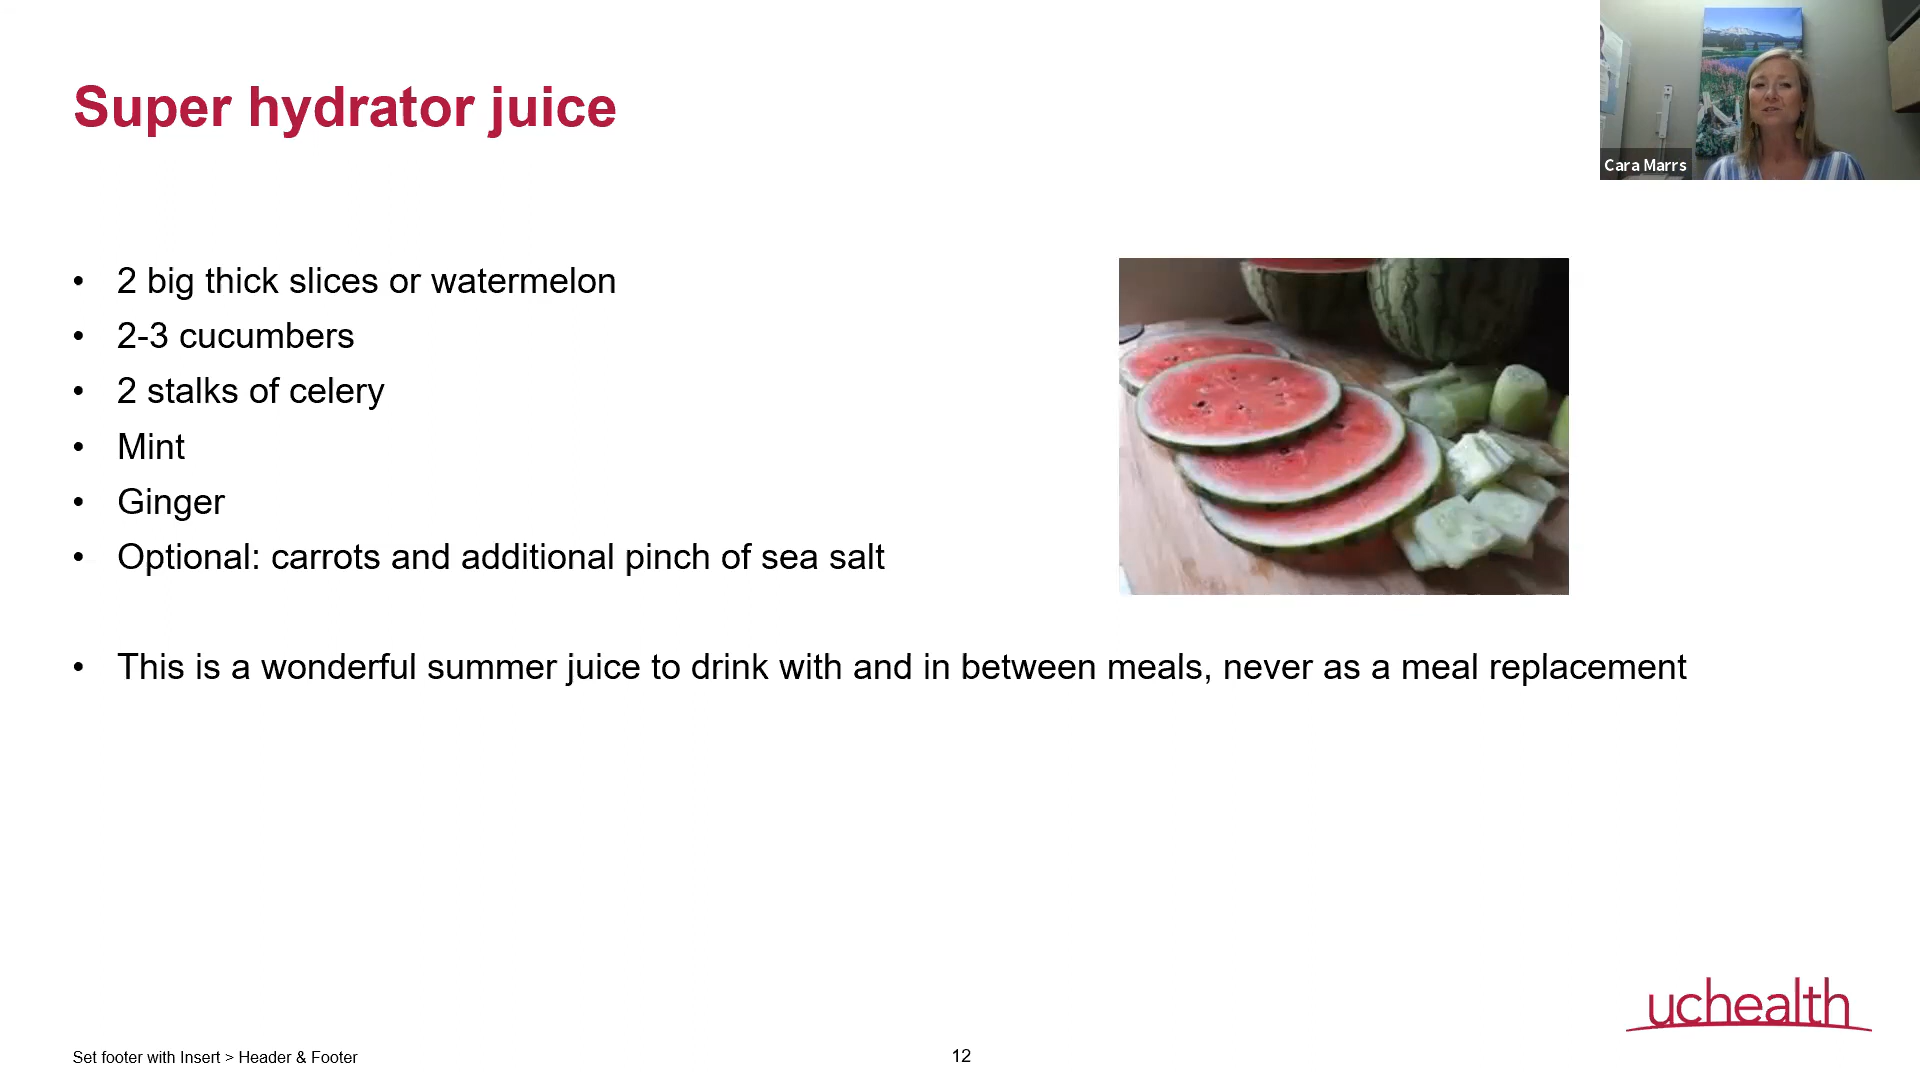 Super hydrator juice
Cara Marrs
• 2 big thick slices or watermelon
• 2-3 cucumbers
• 2 stalks of celery
• Mint
• Ginger
• Optional: carrots and additional pinch of sea salt
• This is a wonderful summer juice to drink with and in between meals, never as a meal replacement
uchealth
Set footer with Insert > Header & Footer
12